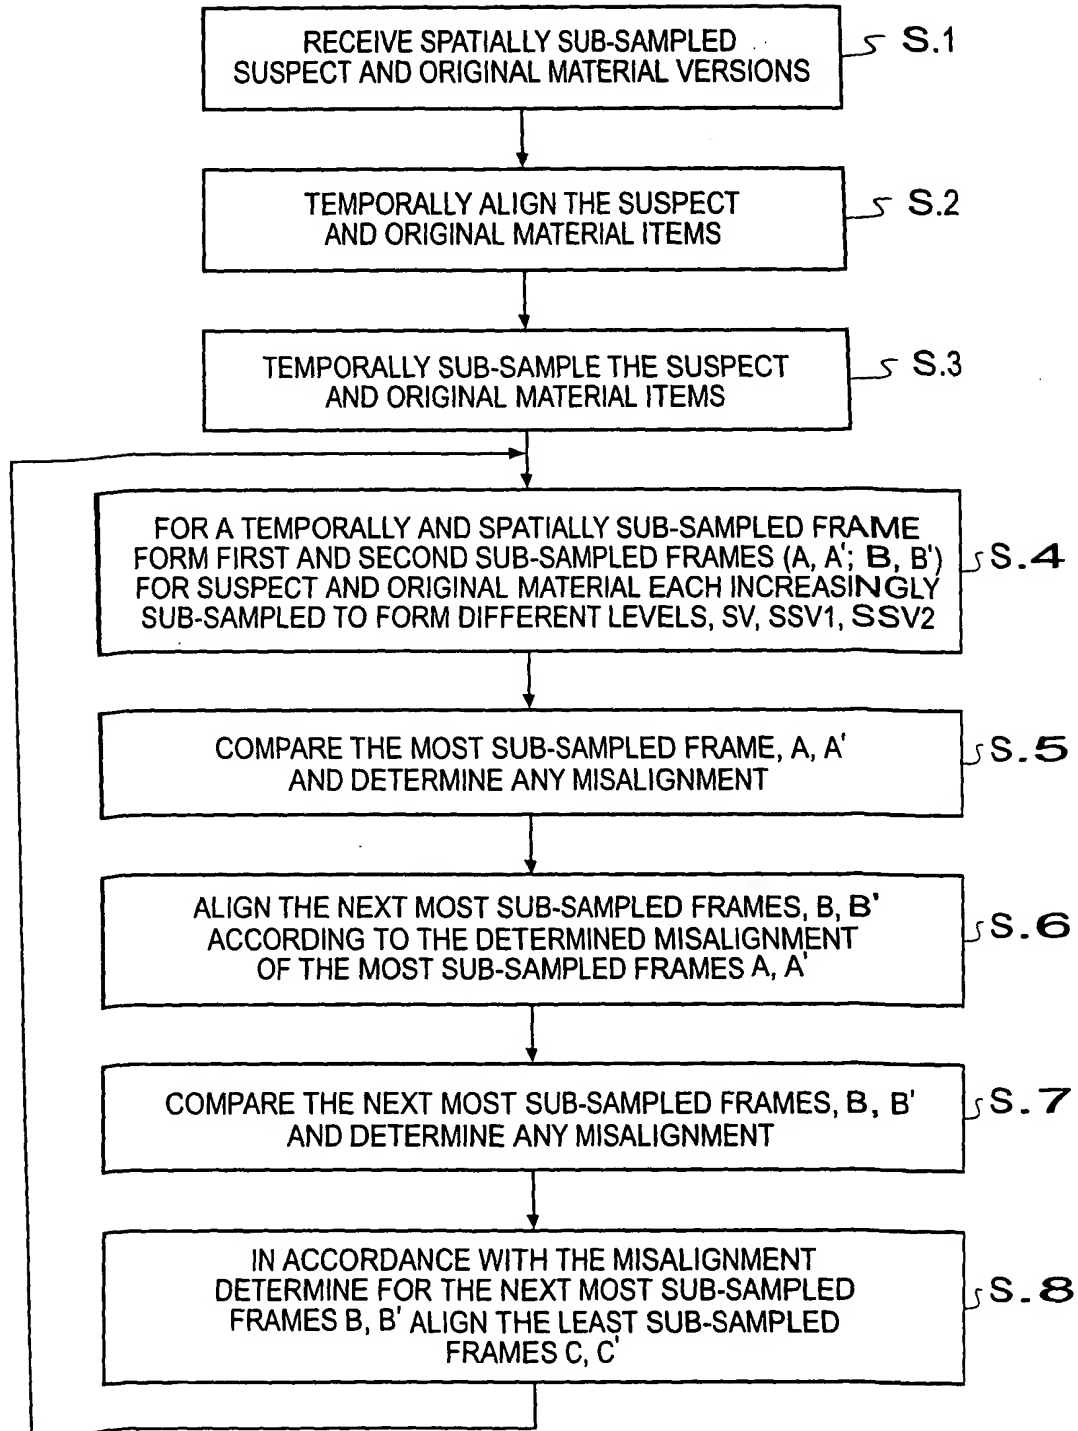 RECEIVE SPATIALLY SUB-SAMPLED
SUSPECT AND ORIGINAL MATERIAL VERSIONS
S.1
TEMPORALLY ALIGN THE SUSPECT
AND ORIGINAL MATERIAL ITEMS
S.2
TEMPORALLY SUB-SAMPLE THE SUSPECT
AND ORIGINAL MATERIAL ITEMS
S.3
FOR A TEMPORALLY AND SPATIALLY SUB-SAMPLED FRAME
FORM FIRST AND SECOND SUB-SAMPLED FRAMES (A, A'; B, B')
FOR SUSPECT AND ORIGINAL MATERIAL EACH INCREASINGLY
SUB-SAMPLED TO FORM DIFFERENT LEVELS, SV, SSV1, SSV2
S.4
COMPARE THE MOST SUB-SAMPLED FRAME, A, A'
AND DETERMINE ANY MISALIGNMENT
S.5
ALIGN THE NEXT MOST SUB-SAMPLED FRAMES, B, B'
ACCORDING TO THE DETERMINED MISALIGNMENT
OF THE MOST SUB-SAMPLED FRAMES A, A'
S.6
COMPARE THE NEXT MOST SUB-SAMPLED FRAMES, B, B'
AND DETERMINE ANY MISALIGNMENT
S.7
IN ACCORDANCE WITH THE MISALIGNMENT
DETERMINE FOR THE NEXT MOST SUB-SAMPLED
FRAMES B, B' ALIGN THE LEAST SUB-SAMPLED
FRAMES C, C'
S.8